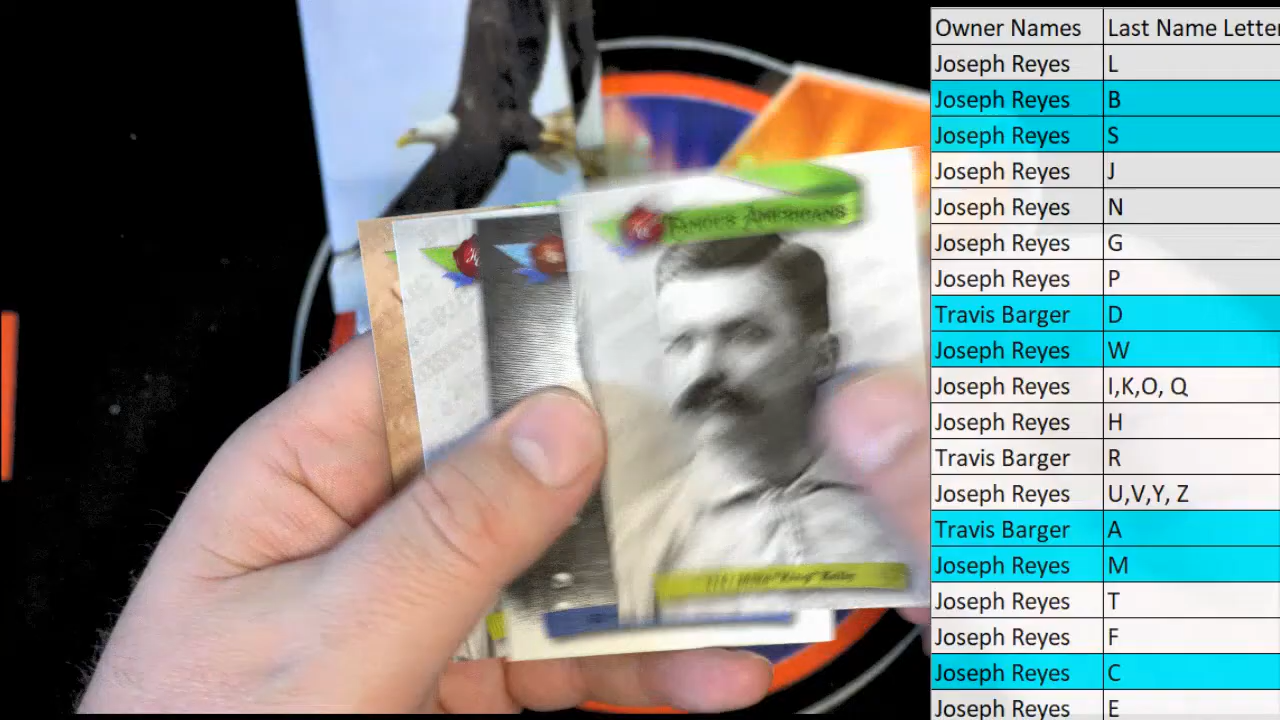 FAMOUS AMERICANS
Owner Names Last Name Letter
Joseph Reyes L
Joseph Reyes B
Joseph Reyes S
Joseph Reyes J
Joseph Reyes N
Joseph Reyes G
Joseph Reyes P
Travis Barger D
Joseph Reyes W
Joseph Reyes I,K,O, Q
Joseph Reyes H
Travis Barger R
Joseph Reyes U,V,Y, Z
Travis Barger A
Joseph Reyes M
Joseph Reyes T
Joseph Reyes F
Joseph Reyes C
Joseph Reyes E